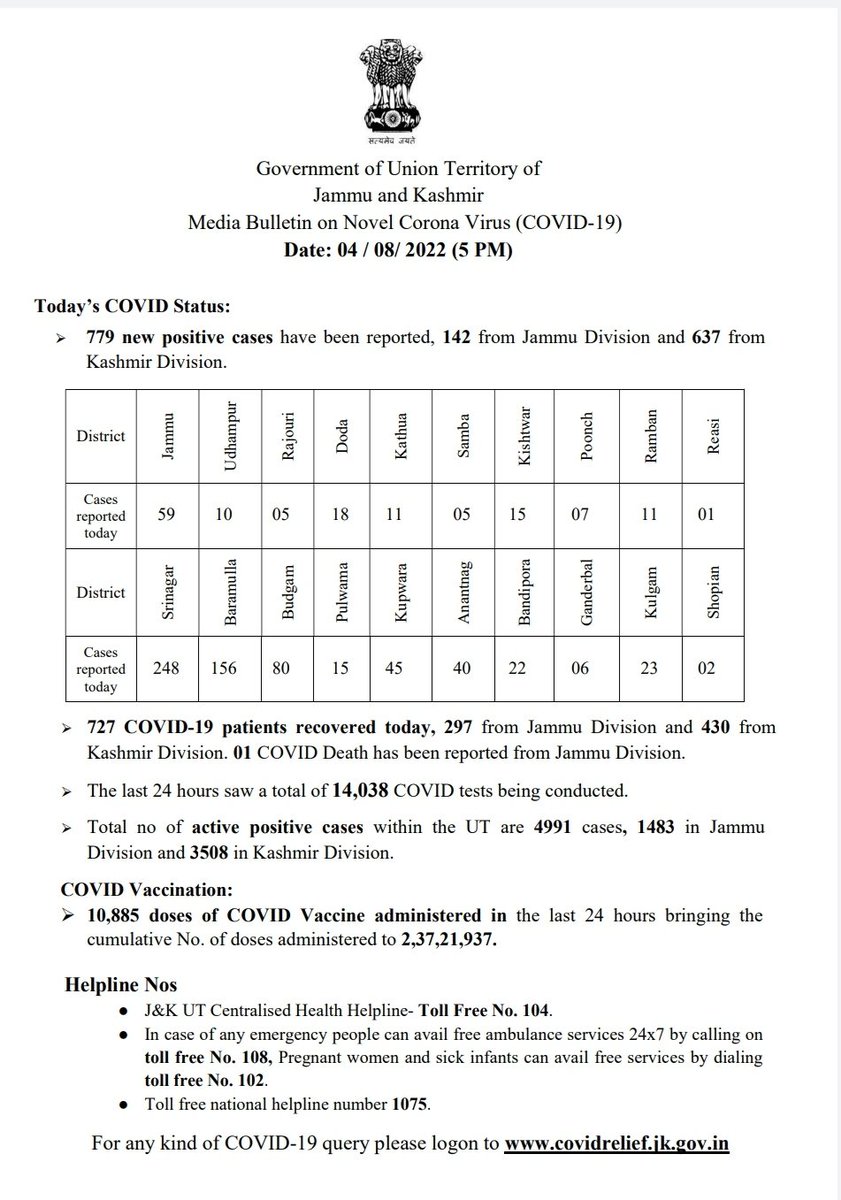 सत्यमेव जयते
Government of Union Territory of
Jammu and Kashmir
Media Bulletin on Novel Corona Virus (COVID-19)
Date: 04 / 08/ 2022 (5 PM)
Today’s COVID Status:
➢ 779 new positive cases have been reported, 142 from Jammu Division and 637 from
Kashmir Division.
District Jammu Udhampur Rajouri Doda Kathua Samba Kishtwar Poonch Ramban Reasi
Cases
reported
today
59 10 05 18 11 05 15 07 11 01
District Srinagar Baramulla Budgam Pulwama Kupwara Anantnag Bandipora Ganderbal Kulgam Shopian
Cases
reported
today
248 156 80 15 45 40 22 06 23 02
➢ 727 COVID-19 patients recovered today, 297 from Jammu Division and 430 from
Kashmir Division. 01 COVID Death has been reported from Jammu Division.
➢ The last 24 hours saw a total of 14,038 COVID tests being conducted.
➢ Total no of active positive cases within the UT are 4991 cases, 1483 in Jammu
Division and 3508 in Kashmir Division.
COVID Vaccination:
➢ 10,885 doses of COVID Vaccine administered in the last 24 hours bringing the
cumulative No. of doses administered to 2,37,21,937.
Helpline Nos
● J&K UT Centralised Health Helpline- Toll Free No. 104.
● In case of any emergency people can avail free ambulance services 24x7 by calling on
toll free No. 108, Pregnant women and sick infants can avail free services by dialing
toll free No. 102.
● Toll free national helpline number 1075.
For any kind of COVID-19 query please logon to www.covidrelief.jk.gov.in